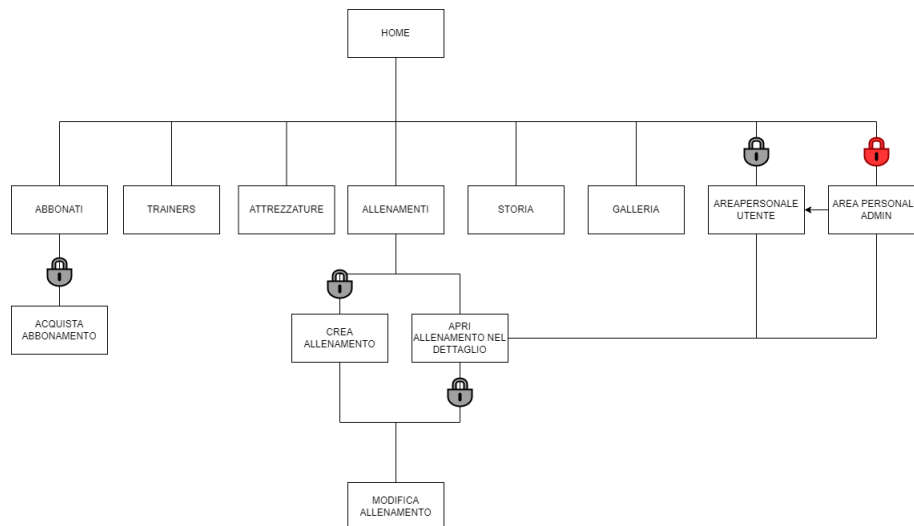 HOME
ABBONATI
TRAINERS
ATTREZZATURE
ALLENAMENTI
STORIA
GALLERIA
AREAPERSONALE
UTENTE
AREA PERSONALE
ADMIN
ACQUISTA
ABBONAMENTO
CREA
ALLENAMENTO
APRI
ALLENAMENTO NEL
DETTAGLIO
MODIFICA
ALLENAMENTO